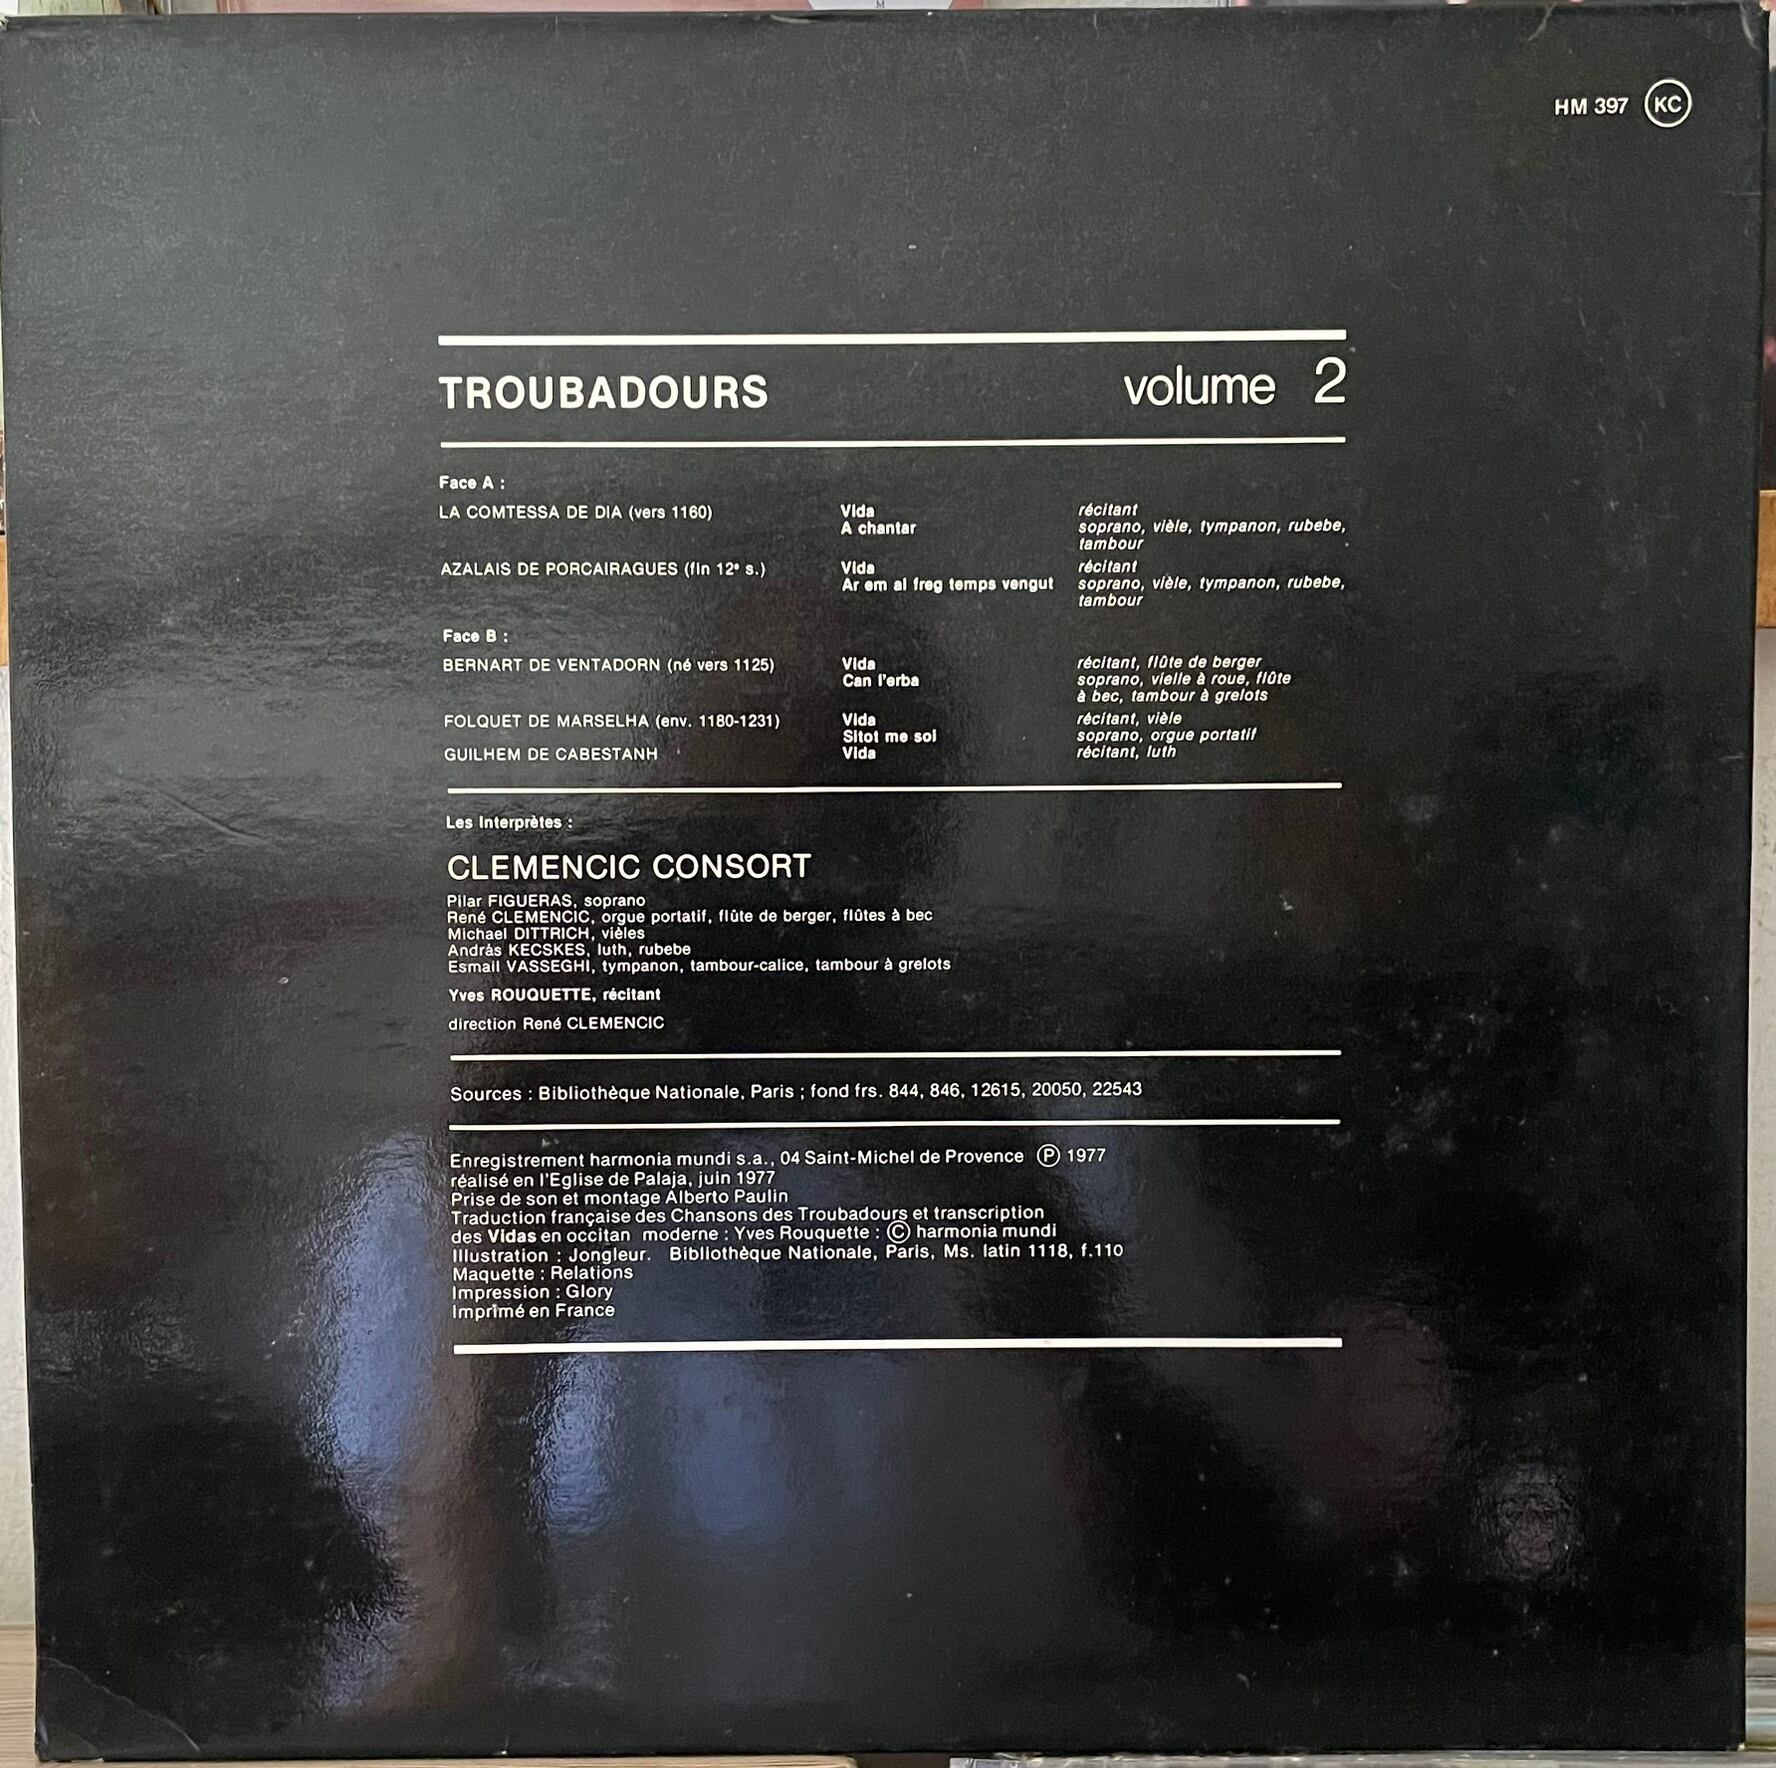 M
HM 397 KC
TROUBADOURS volume 2
Face A :
LA COMTESSA DE DIA (vers 1160) Vida récitant
A chantar soprano, vièle, tympanon, rubebe,
tambour
AZALAIS DE PORCAIRAGUES (fin 12e s.) Vida récitant
Ar em al freg temps vengut soprano, vièle, tympanon, rubebe,
tambour
Face B :
BERNART DE VENTADORN (né vers 1125) Vida récitant, flûte de berger
Can l'erba soprano, vielle à roue, flûte
à bec, tambour à grelots
FOLQUET DE MARSELHA (env. 1180-1231) Vida récitant, vièle
Sitot me sol soprano, orgue portatif
GUILHEM DE CABESTANH Vida récitant, luth
Les Interprètes :
CLEMENCIC CONSORT
Pilar FIGUERAS, soprano
René CLEMENCIC, orgue portatif, flûte de berger, flûtes à bec
Michael DITTRICH, vièles
András KECSKES, luth, rubebe
Esmail VASSEGHI, tympanon, tambour-calice, tambour à grelots
Yves ROUQUETTE, récitant
direction René CLEMENCIC
Sources : Bibliothèque Nationale, Paris ; fond frs. 844, 846, 12615, 20050, 22543
Enregistrement harmonia mundi s.a., 04 Saint-Michel de Provence Ⓟ 1977
réalisé en l'Eglise de Palaja, juin 1977
Prise de son et montage Alberto Paulin
Traduction française des Chansons des Troubadours et transcription
des Vidas en occitan moderne : Yves Rouquette : © harmonia mundi
Illustration : Jongleur. Bibliothèque Nationale, Paris, Ms. latin 1118, f.110
Maquette : Relations
Impression : Glory
Imprimé en France